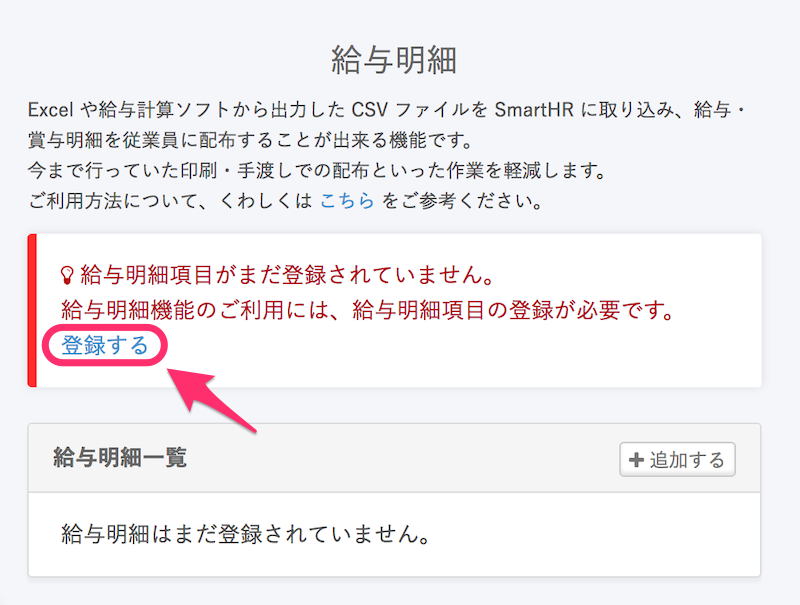 給与明細
Excel や給与計算ソフトから出力した CSV ファイルを SmartHR に取り込み、給与・
賞与明細を従業員に配布することが出来る機能です。
今まで行っていた印刷・手渡しでの配布といった作業を軽減します。
ご利用方法について、くわしくは こちら をご参考ください。
給与明細項目がまだ登録されていません。
給与明細機能のご利用には、給与明細項目の登録が必要です。
登録する
給与明細一覧
追加する
給与明細はまだ登録されていません。